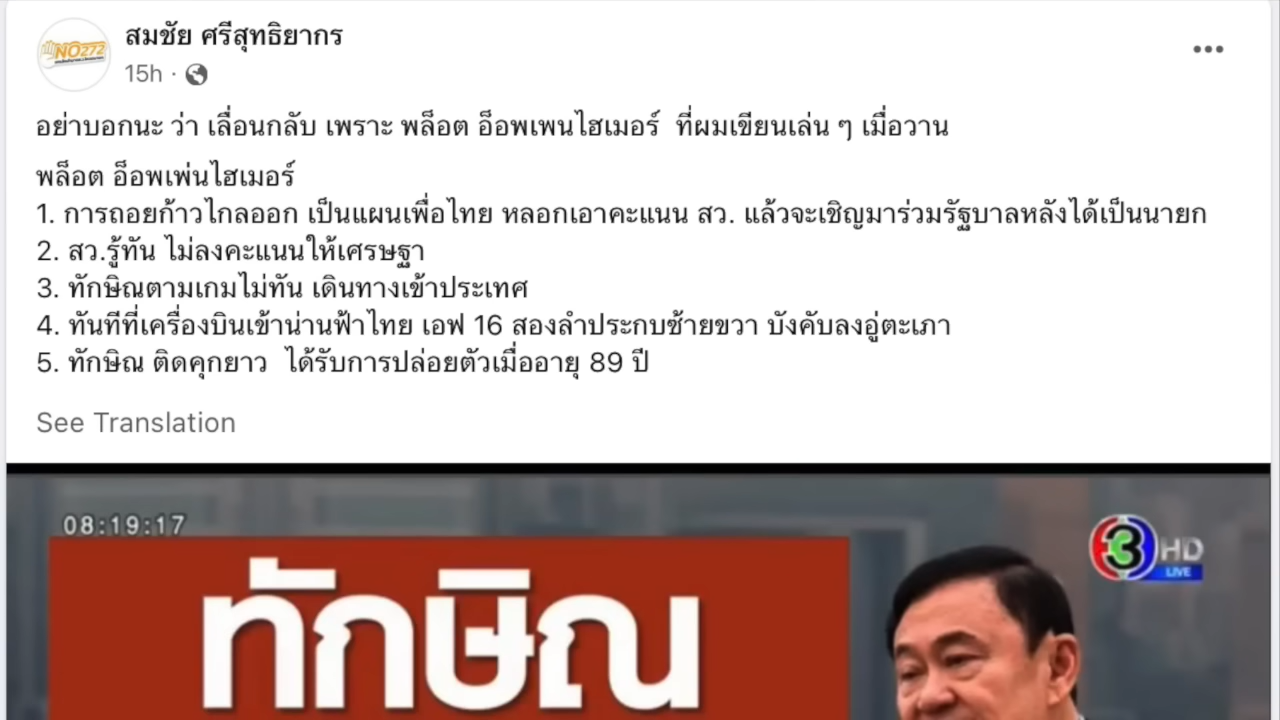 NO272
สมชัย ศรีสุทธิยากร
15h ·
อย่าบอกนะ ว่า เลื่อนกลับ เพราะ พล็อต อ็อพเพนไฮเมอร์  ที่ผมเขียนเล่น ๆ เมื่อวาน
พล็อต อ็อพเพ่นไฮเมอร์
1. การถอยก้าวไกลออก เป็นแผนเพื่อไทย หลอกเอาคะแนน สว. แล้วจะเชิญมาร่วมรัฐบาลหลังได้เป็นนายก
2. สว.รู้ทัน ไม่ลงคะแนนให้เศรษฐา
3. ทักษิณตามเกมไม่ทัน เดินทางเข้าประเทศ
4. ทันทีที่เครื่องบินเข้าน่านฟ้าไทย เอฟ 16 สองลำประกบซ้ายขวา บังคับลงอู่ตะเภา
5. ทักษิณ ติดคุกยาว  ได้รับการปล่อยตัวเมื่ออายุ 89 ปี
See Translation
08:19:17
3 HD
LIVE
ทักษิณ